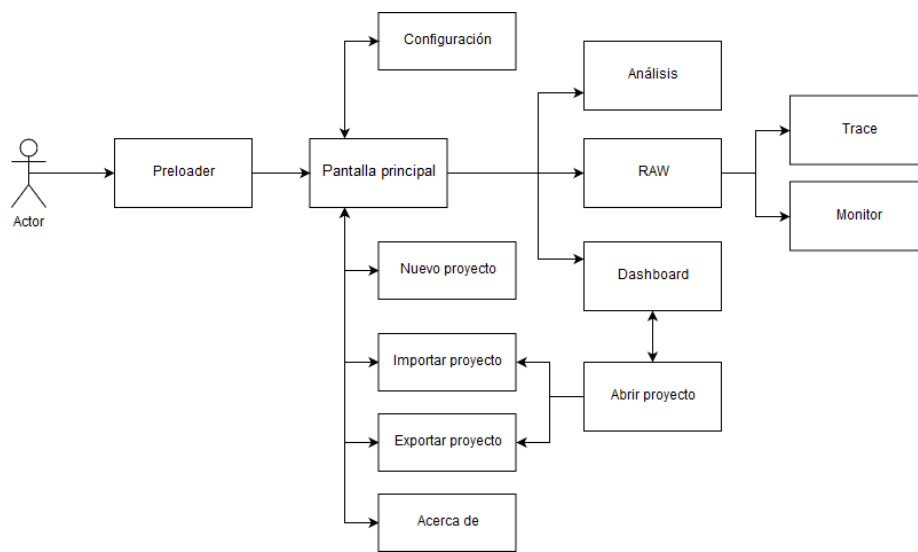 Configuración
Análisis
Trace
Preloader
Pantalla principal
RAW
Monitor
Actor
Nuevo proyecto
Dashboard
Importar proyecto
Abrir proyecto
Exportar proyecto
Acerca de